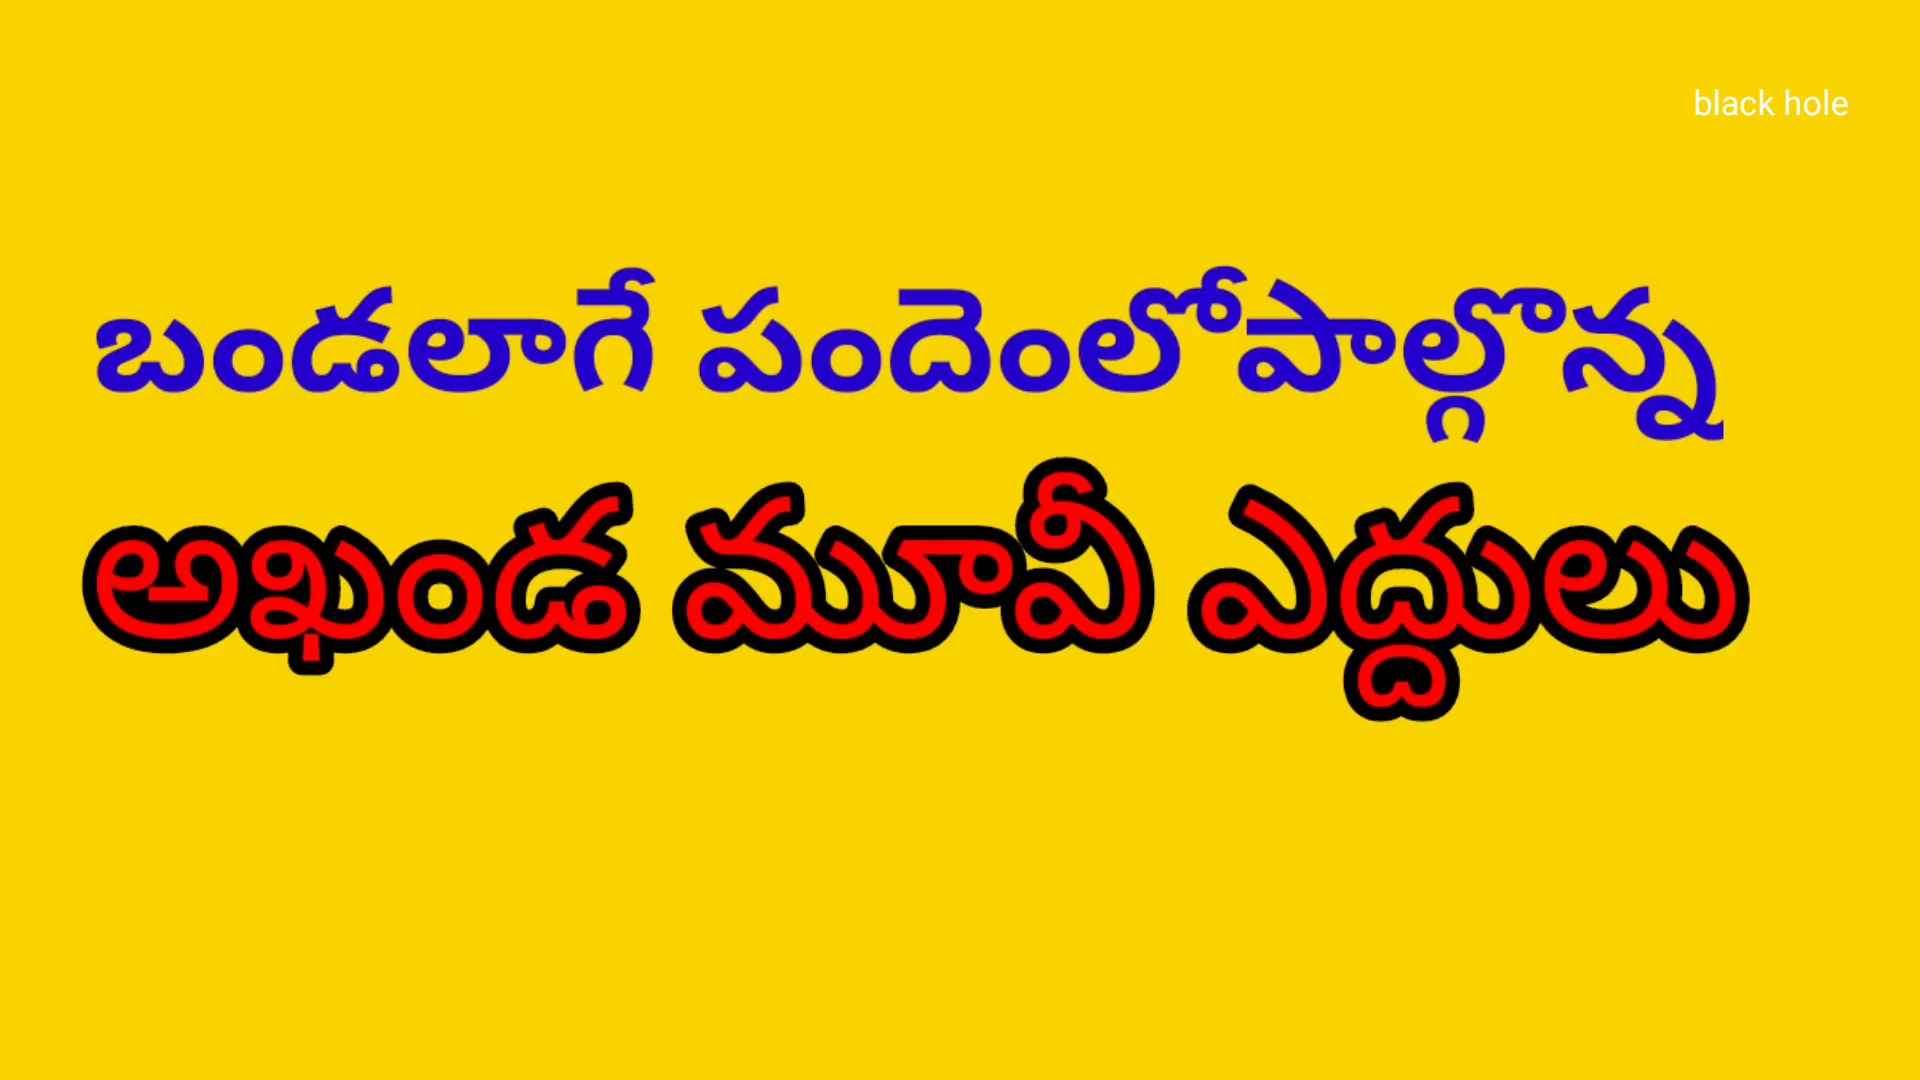 black hole
బండలాగే పందెంలోపాల్గొన్న
అఖండ మూవీ ఎద్దులు